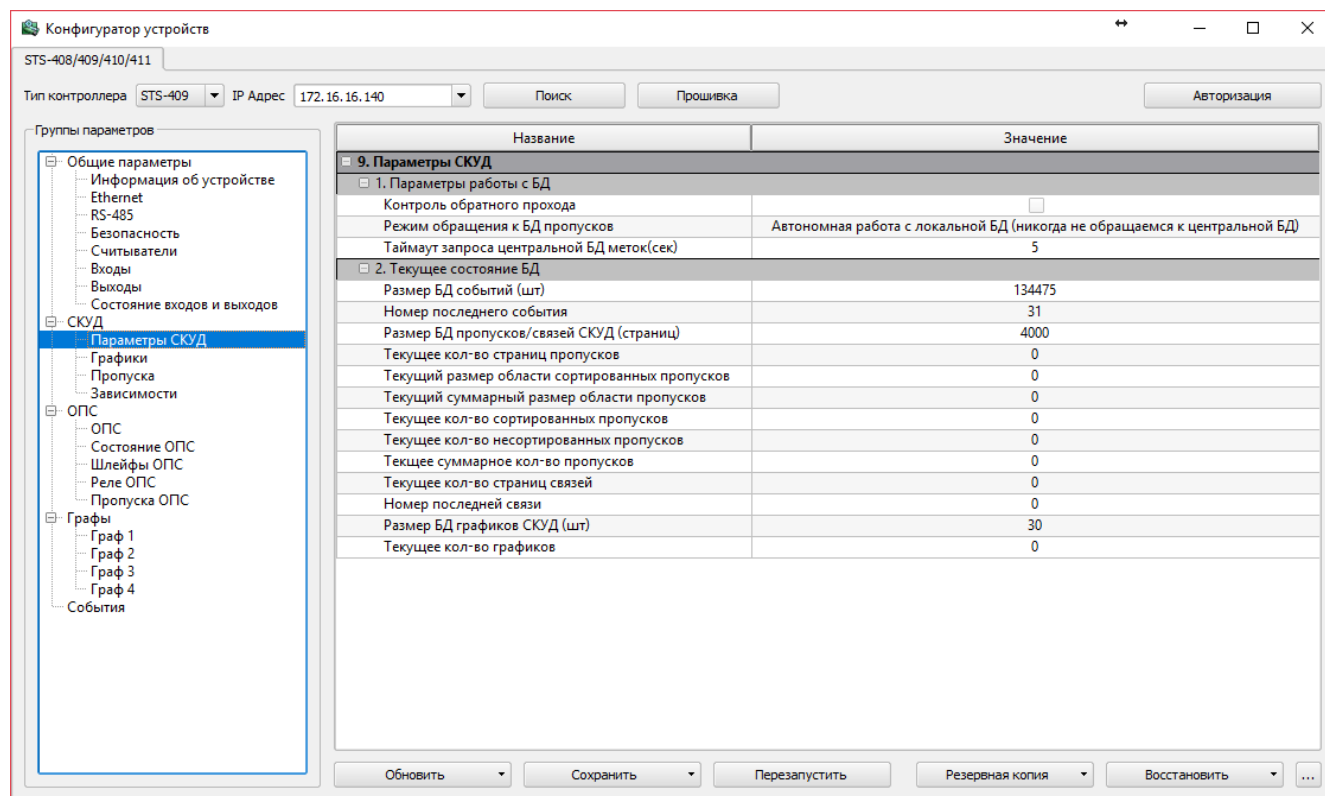 Конфигуратор устройств
STS-408/409/410/411
Тип контроллера STS-409 IP Адрес 172.16.16.140 Поиск Прошивка Авторизация
Группы параметров
Общие параметры
Информация об устройстве
Ethernet
RS-485
Безопасность
Считыватели
Входы
Выходы
Состояние входов и выходов
СКУД
Параметры СКУД
Графики
Пропуска
Зависимости
ОПС
ОПС
Состояние ОПС
Шлейфы ОПС
Реле ОПС
Пропуска ОПС
Графы
Граф 1
Граф 2
Граф 3
Граф 4
События
Название Значение
9. Параметры СКУД
1. Параметры работы с БД
Контроль обратного прохода
Режим обращения к БД пропусков Автономная работа с локальной БД (никогда не обращаемся к центральной БД)
Таймаут запроса центральной БД меток(сек) 5
2. Текущее состояние БД
Размер БД событий (шт) 134475
Номер последнего события 31
Размер БД пропусков/связей СКУД (страниц) 4000
Текущее кол-во страниц пропусков 0
Текущий размер области сортированных пропусков 0
Текущий суммарный размер области пропусков 0
Текущее кол-во сортированных пропусков 0
Текущее кол-во несортированных пропусков 0
Текщее суммарное кол-во пропусков 0
Текущее кол-во страниц связей 0
Номер последней связи 0
Размер БД графиков СКУД (шт) 30
Текущее кол-во графиков 0
Обновить Сохранить Перезапустить Резервная копия Восстановить ...